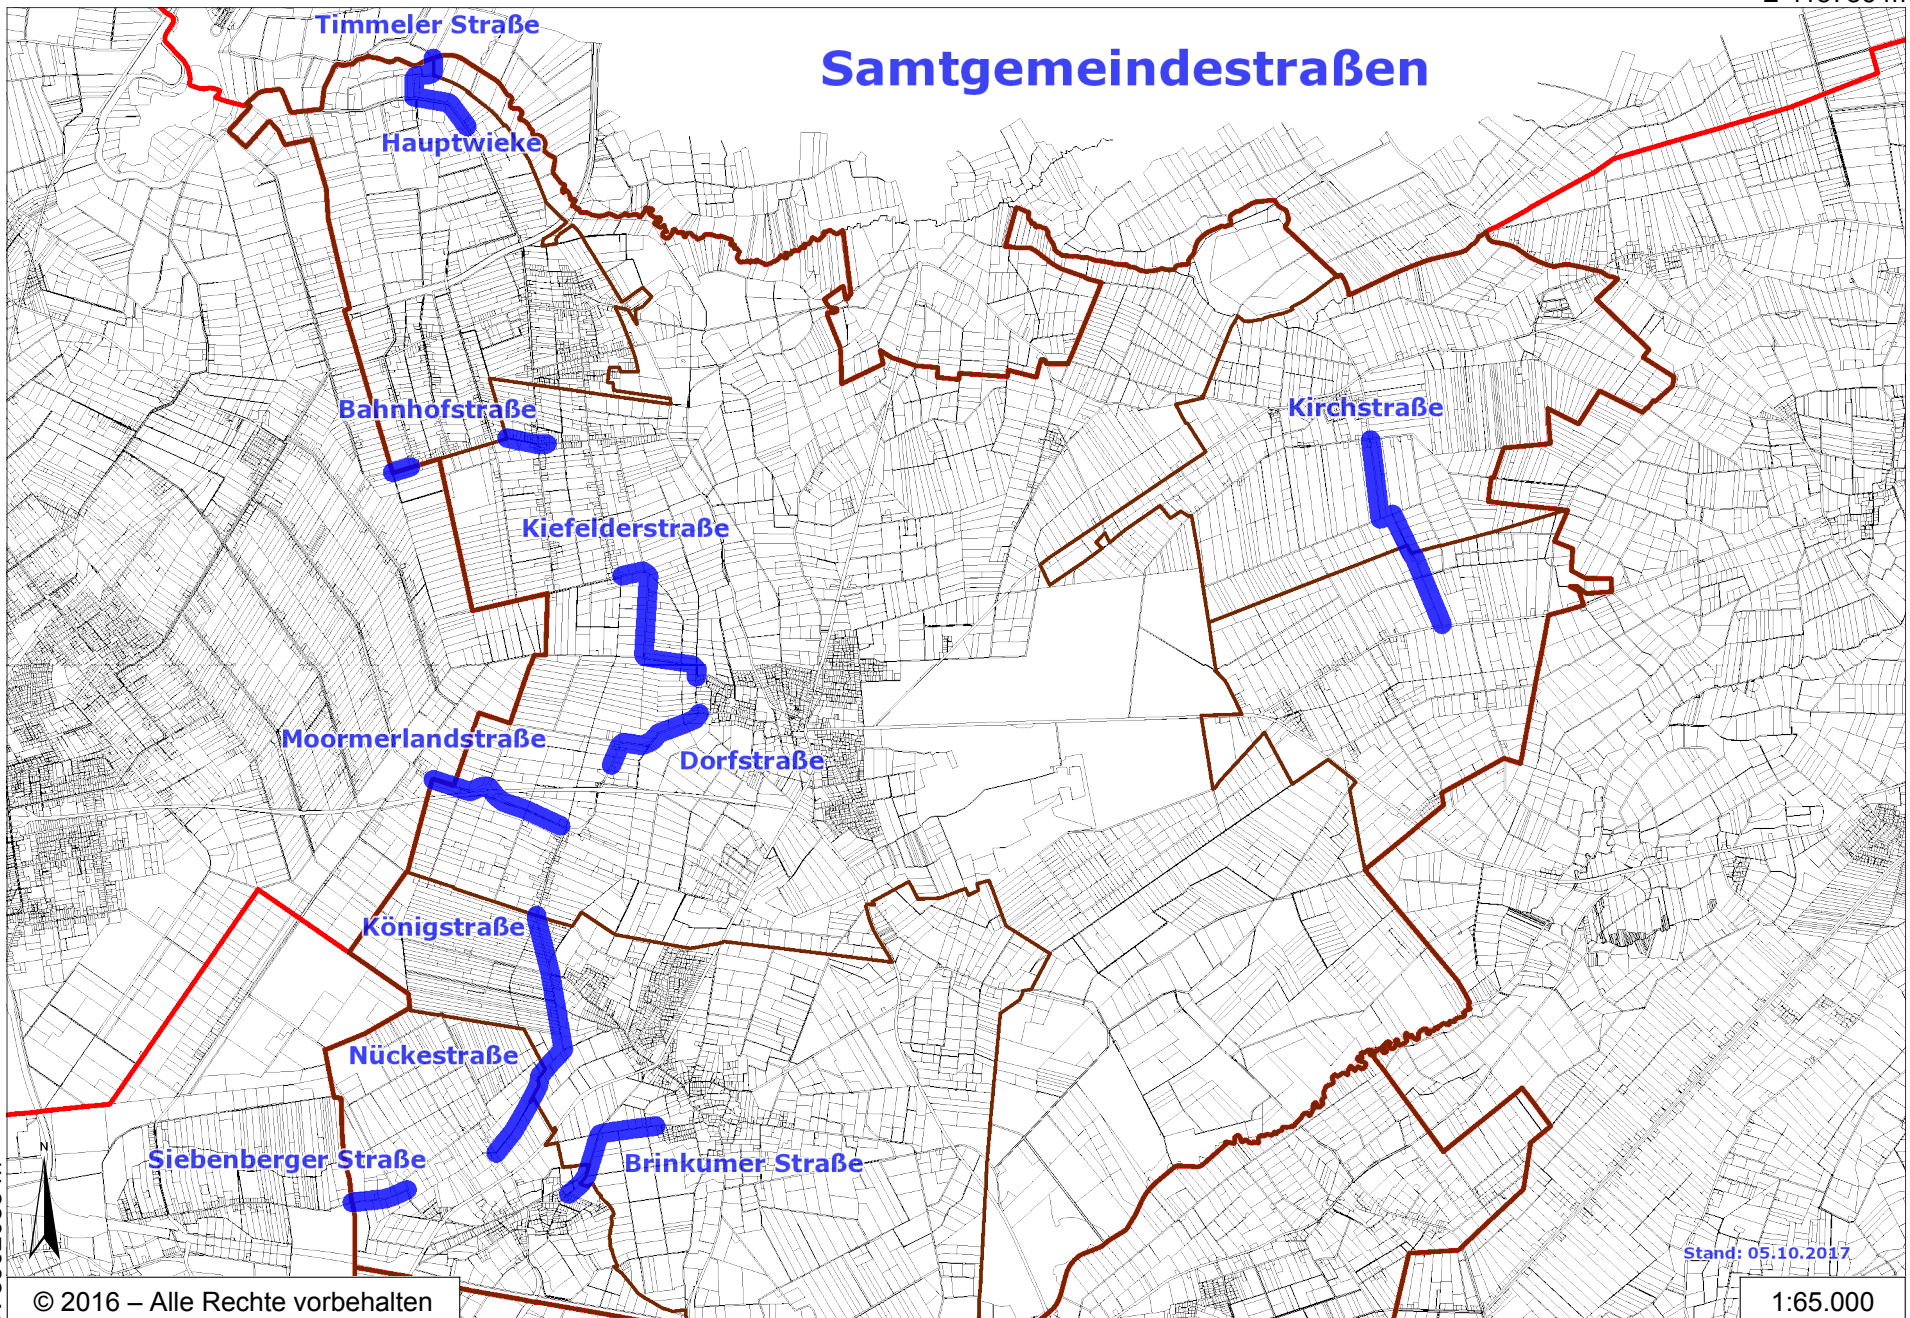 Timmeler Straße
Samtgemeindestraßen
Hauptwieke
Bahnhofstraße
Kirchstraße
Kiefelderstraße
Moormerlandstraße
Dorfstraße
Königstraße
Nückestraße
Siebenberger Straße
Brinkumer Straße
N
Stand: 05.10.2017
© 2016 – Alle Rechte vorbehalten
1:65.000